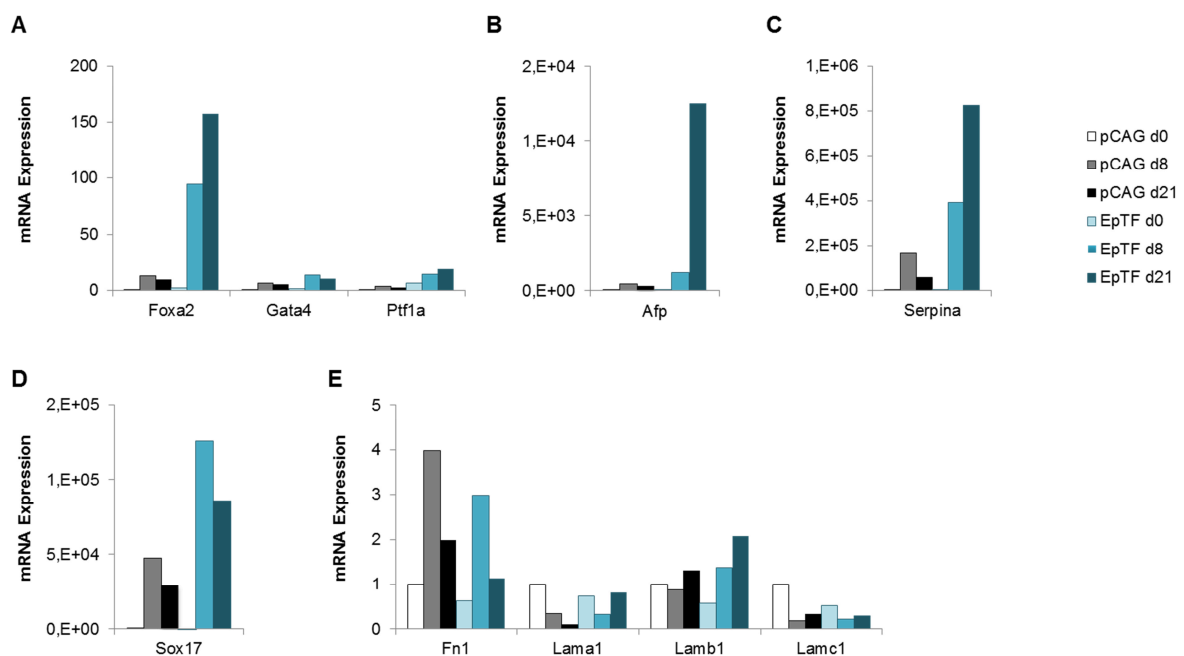 A
mRNA Expression
200
150
100
50
0
Foxa2 Gata4 Ptf1a
B
mRNA Expression
2,E+04
1,E+04
5,E+03
0,E+00
Afp
C
mRNA Expression
1,E+06
8,E+05
6,E+05
4,E+05
2,E+05
0,E+00
Serpina
pCAG d0
pCAG d8
pCAG d21
EpTF d0
EpTF d8
EpTF d21
D
mRNA Expression
2,E+05
1,E+05
5,E+04
0,E+00
Sox17
E
mRNA Expression
5
4
3
2
1
0
Fn1 Lama1 Lamb1 Lamc1